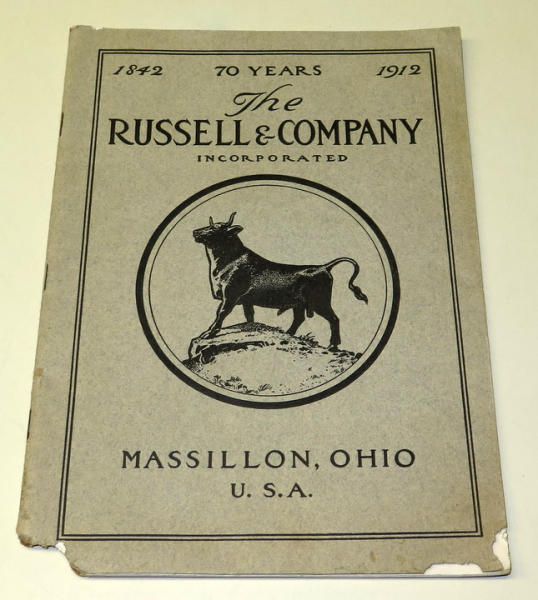 1842 70 YEARS 1912
The
RUSSELL & COMPANY
INCORPORATED
MASSILLON, OHIO
U. S. A.